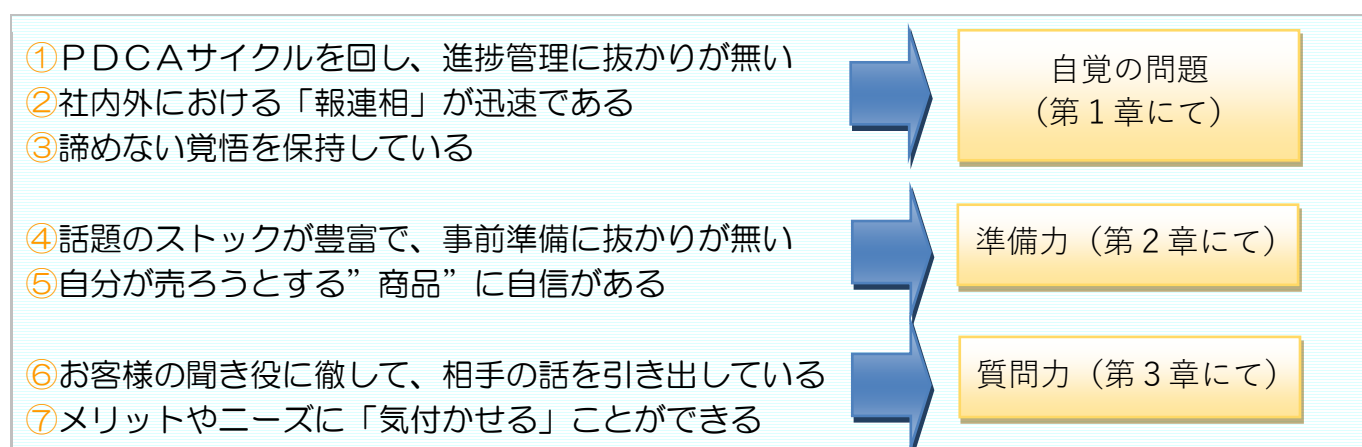 ①ＰＤＣＡサイクルを回し、進捗管理に抜かりが無い
②社内外における「報連相」が迅速である
③諦めない覚悟を保持している
自覚の問題
（第１章にて）
④話題のストックが豊富で、事前準備に抜かりが無い
⑤自分が売ろうとする”商品”に自信がある
準備力（第２章にて）
⑥お客様の聞き役に徹して、相手の話を引き出している
⑦メリットやニーズに「気付かせる」ことができる
質問力（第３章にて）